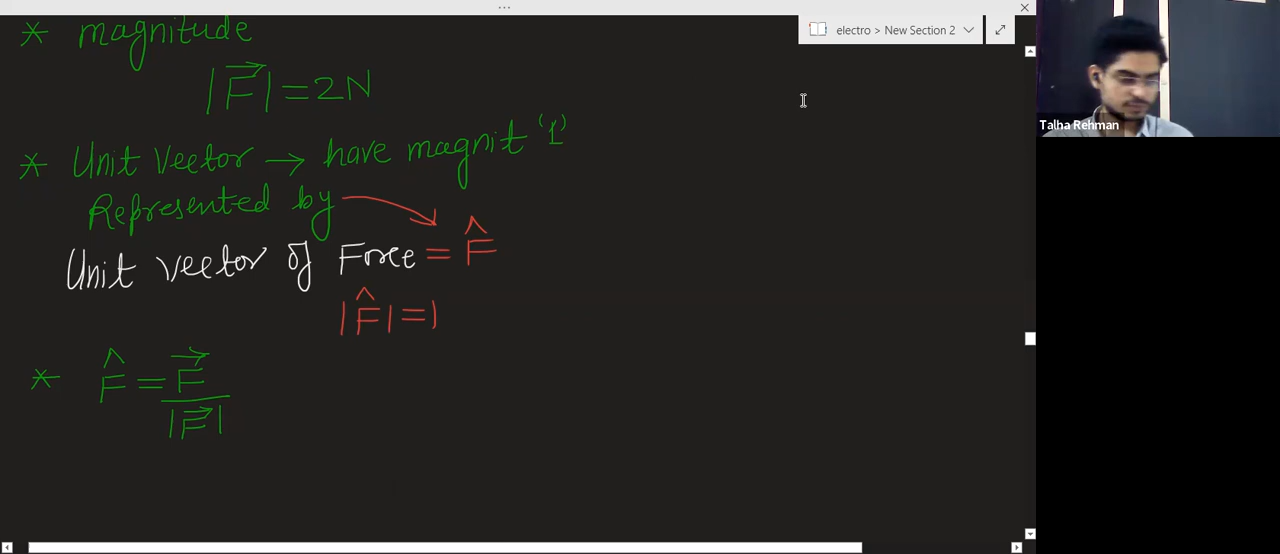 ...
electro > New Section 2
Talha Rehman
* magnitude
|F⃗| = 2N
* Unit Vector → have magnit '1'
Represented by
Unit vector of Force = F̂
|F̂| = 1
* F̂ = F⃗
|F⃗|